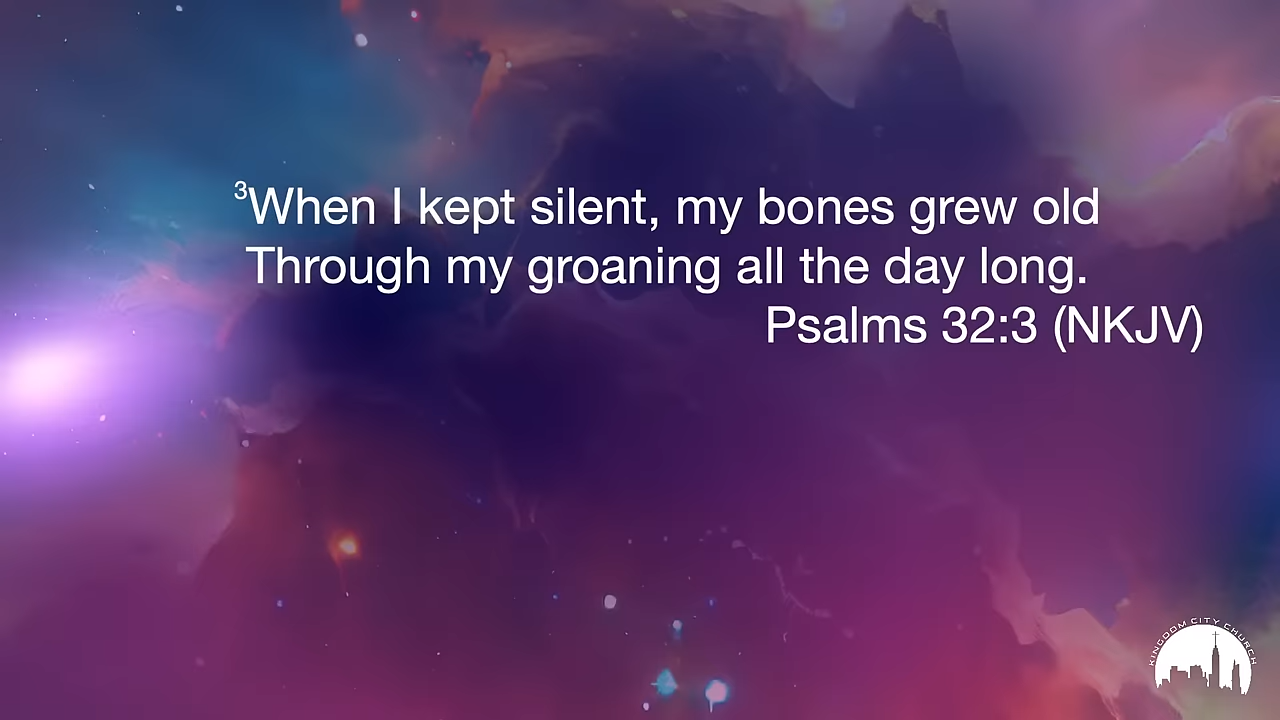 ³When I kept silent, my bones grew old
Through my groaning all the day long.
Psalms 32:3 (NKJV)
KINGDOM CITY CHURCH